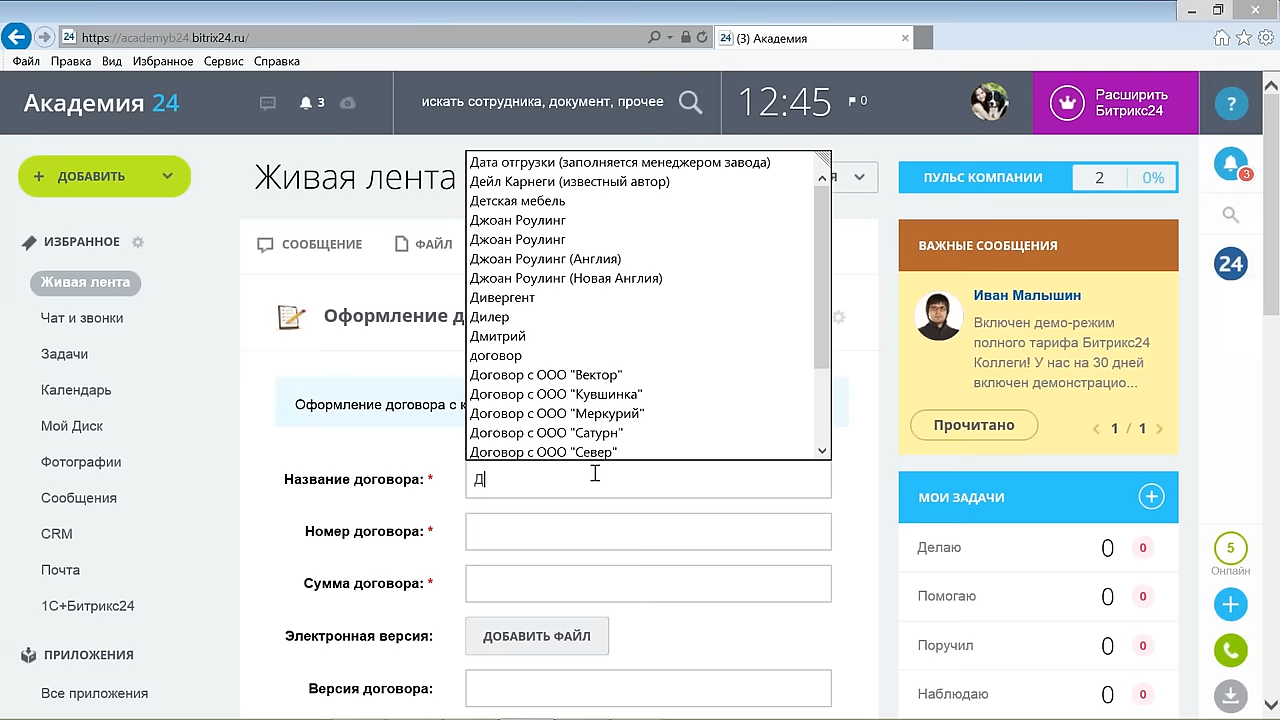 https://academyb24.bitrix24.ru/
24 (3) Академия
Файл Правка Вид Избранное Сервис Справка
Академия 24
3
искать сотрудника, документ, прочее
12:45
0
Расширить
Битрикс24
?
+ ДОБАВИТЬ
Живая лента
ИЗБРАННОЕ
Живая лента
Чат и звонки
Задачи
Календарь
Мой Диск
Фотографии
Сообщения
CRM
Почта
1С+Битрикс24
ПРИЛОЖЕНИЯ
Все приложения
СООБЩЕНИЕ
ФАЙЛ
Оформление д
Оформление договора с к
Дата отгрузки (заполняется менеджером завода)
Дейл Карнеги (известный автор)
Детская мебель
Джоан Роулинг
Джоан Роулинг
Джоан Роулинг (Англия)
Джоан Роулинг (Новая Англия)
Дивергент
Дилер
Дмитрий
договор
Договор с ООО "Вектор"
Договор с ООО "Кувшинка"
Договор с ООО "Меркурий"
Договор с ООО "Сатурн"
Договор с ООО "Север"
Название договора: * Д
Номер договора: *
Сумма договора: *
Электронная версия: ДОБАВИТЬ ФАЙЛ
Версия договора:
ПУЛЬС КОМПАНИИ 2 0%
ВАЖНЫЕ СООБЩЕНИЯ
Иван Малышин
Включен демо-режим
полного тарифа Битрикс24
Коллеги! У нас на 30 дней
включен демонстрацио...
Прочитано
1 / 1
МОИ ЗАДАЧИ
Делаю 0 0
Помогаю 0 0
Поручил 0 0
Наблюдаю 0 0
3
24
5
Онлайн